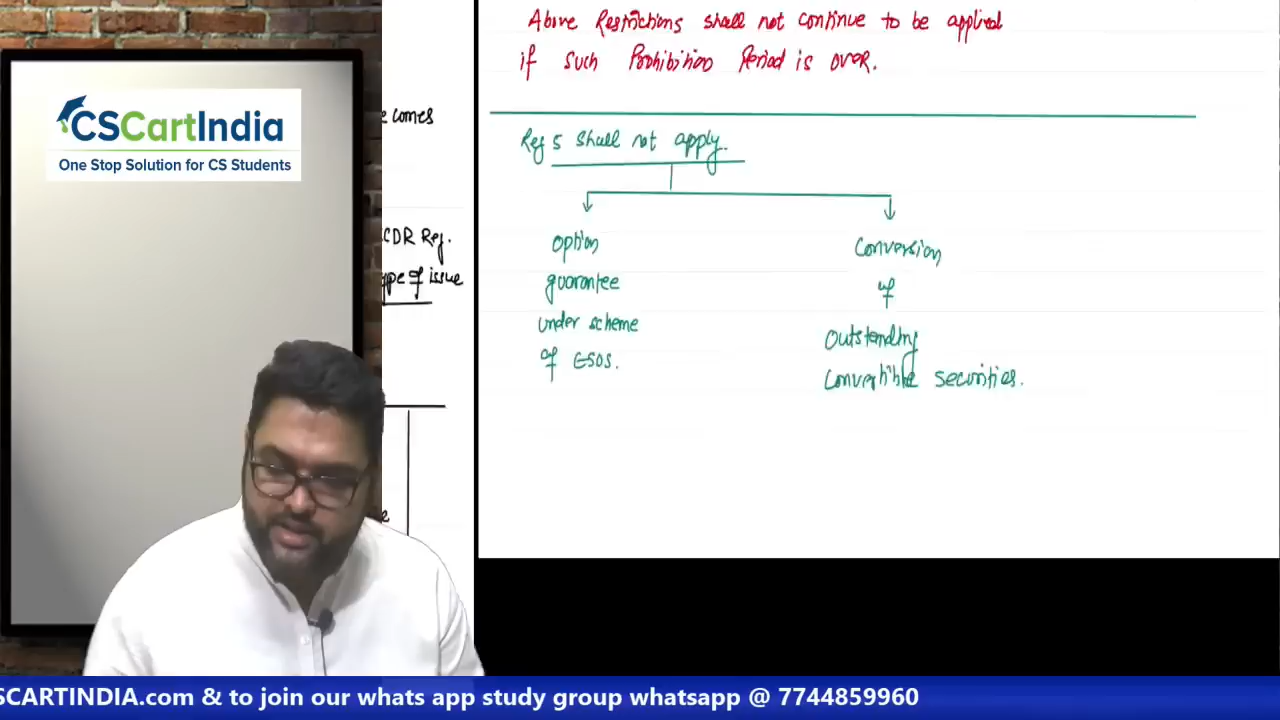 Above Restrictions shall not continue to be applied
if such Prohibition Period is over.
CSCartIndia
One Stop Solution for CS Students
e comes
Reg 5 shall not apply.
CDR Reg.
ype of issue
Option
guarantee
under scheme
of ESOS.
Conversion
of
Outstanding
Convertible securities.
SCARTINDIA.com & to join our whats app study group whatsapp @ 7744859960